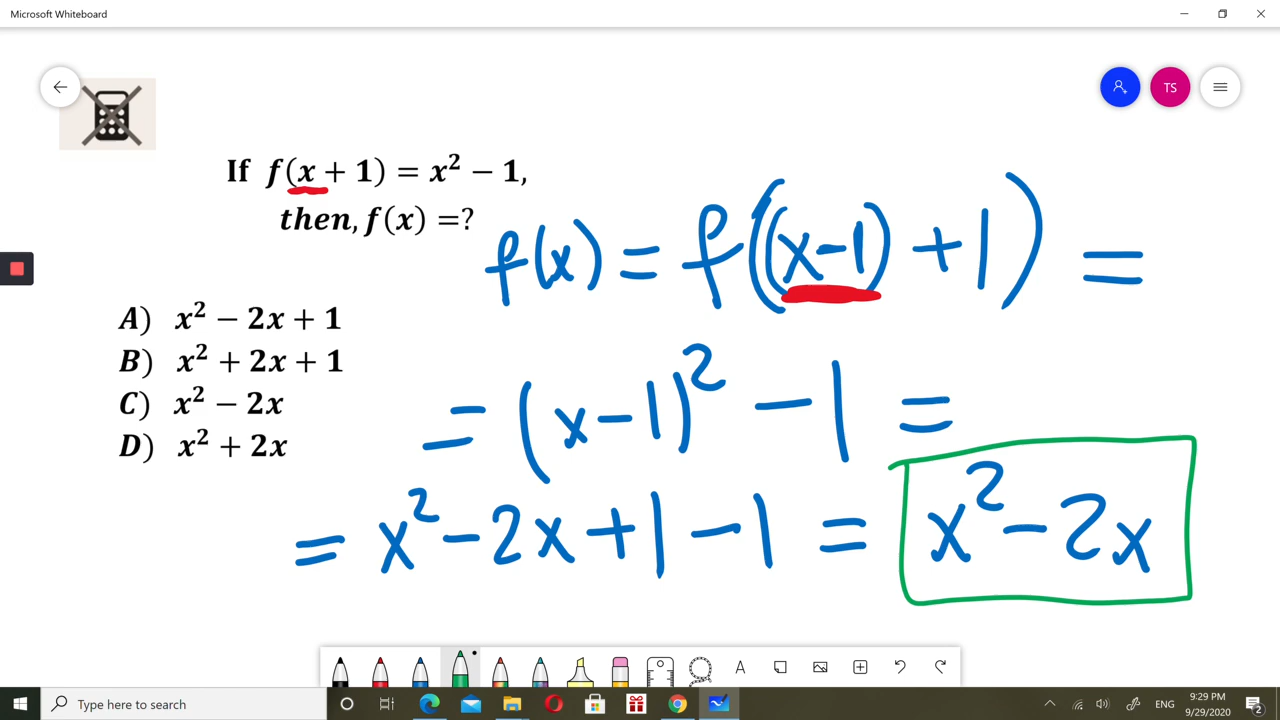 Microsoft Whiteboard
TS
If f(x + 1) = x² − 1,
then, f(x) =?
f(x) = f((x−1) + 1) =
A) x² − 2x + 1
B) x² + 2x + 1
C) x² − 2x
D) x² + 2x
= (x−1)² − 1 =
= x² − 2x + 1 − 1 = x² − 2x
A
Type here to search
ENG
9:29 PM
9/29/2020
2